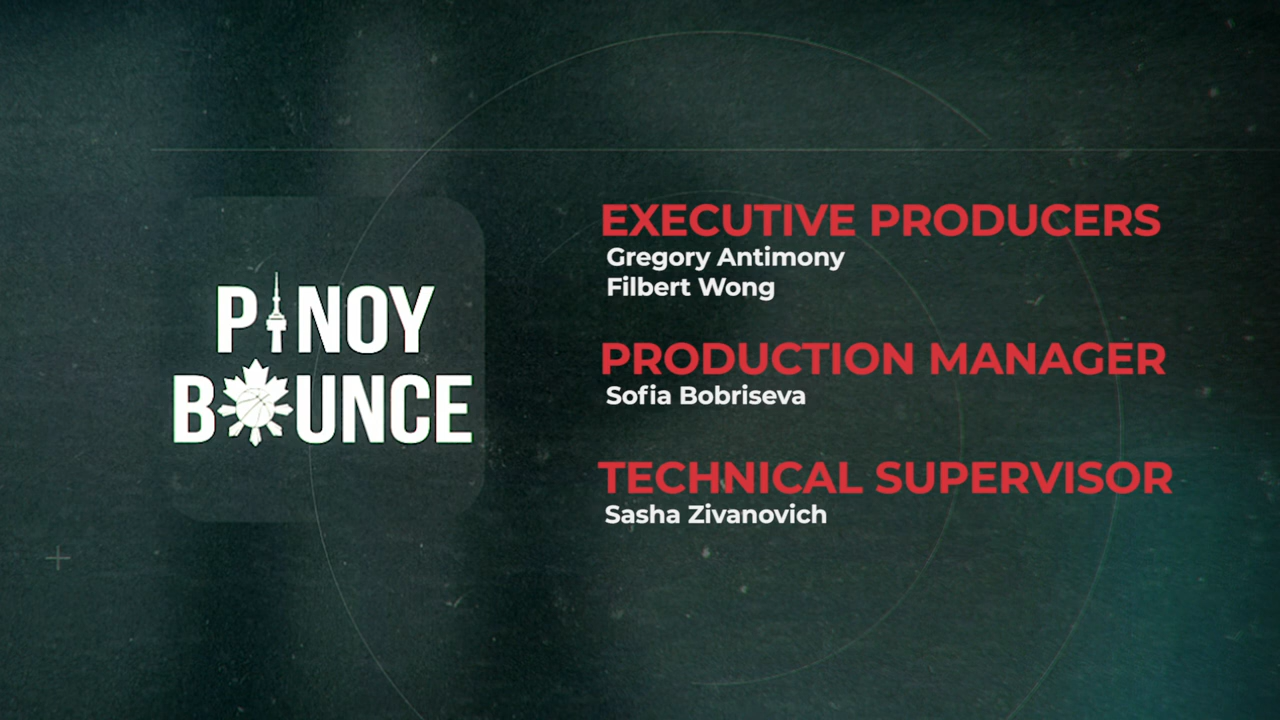 PINOY
BOUNCE
EXECUTIVE PRODUCERS
Gregory Antimony
Filbert Wong
PRODUCTION MANAGER
Sofia Bobriseva
TECHNICAL SUPERVISOR
Sasha Zivanovich